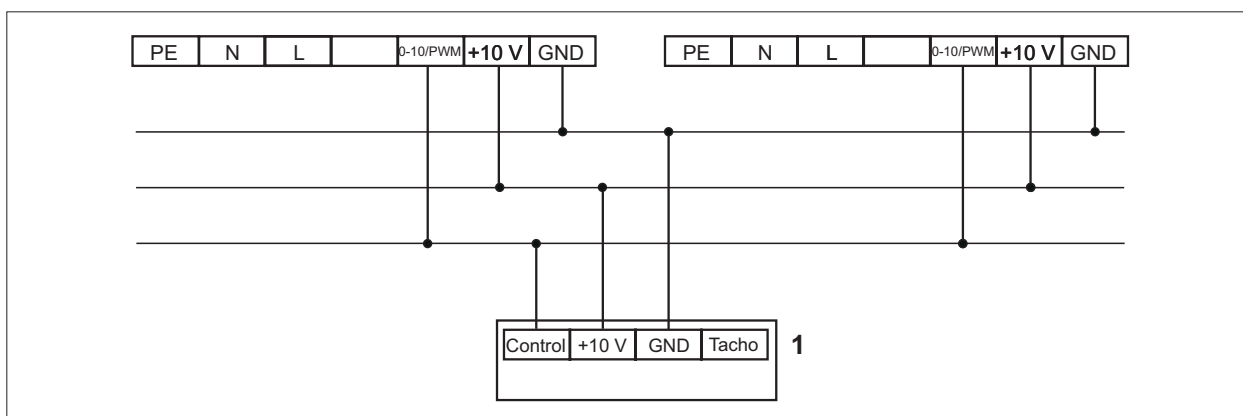 PE N L 0-10/PWM +10 V GND PE N L 0-10/PWM +10 V GND
Control +10 V GND Tacho 1